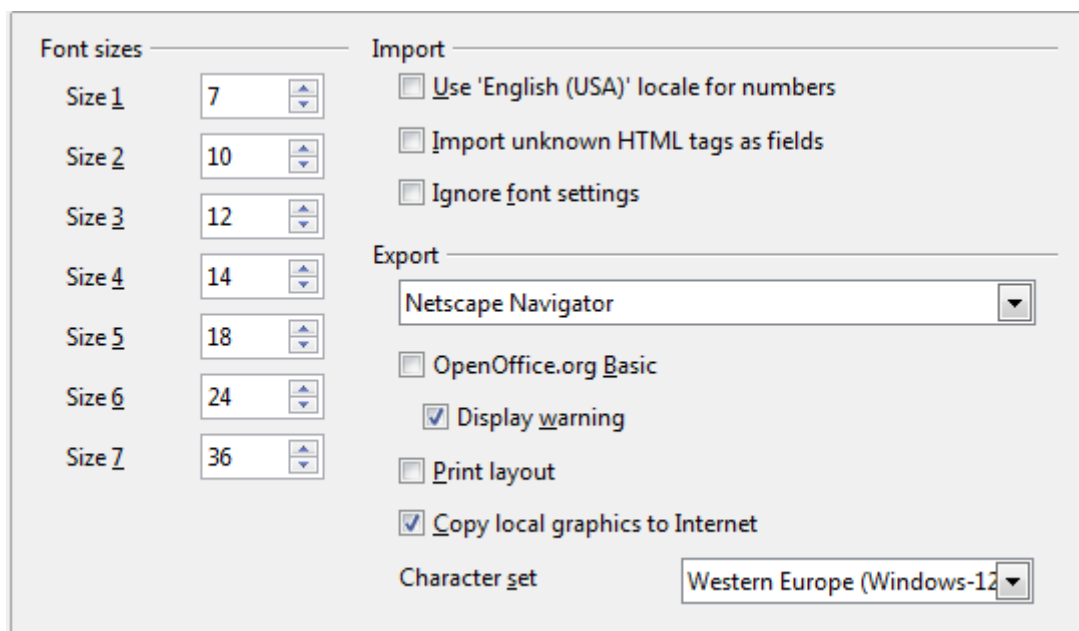 Font sizes
Size 1 7
Size 2 10
Size 3 12
Size 4 14
Size 5 18
Size 6 24
Size 7 36
Import
Use 'English (USA)' locale for numbers
Import unknown HTML tags as fields
Ignore font settings
Export
Netscape Navigator
OpenOffice.org Basic
Display warning
Print layout
Copy local graphics to Internet
Character set Western Europe (Windows-12